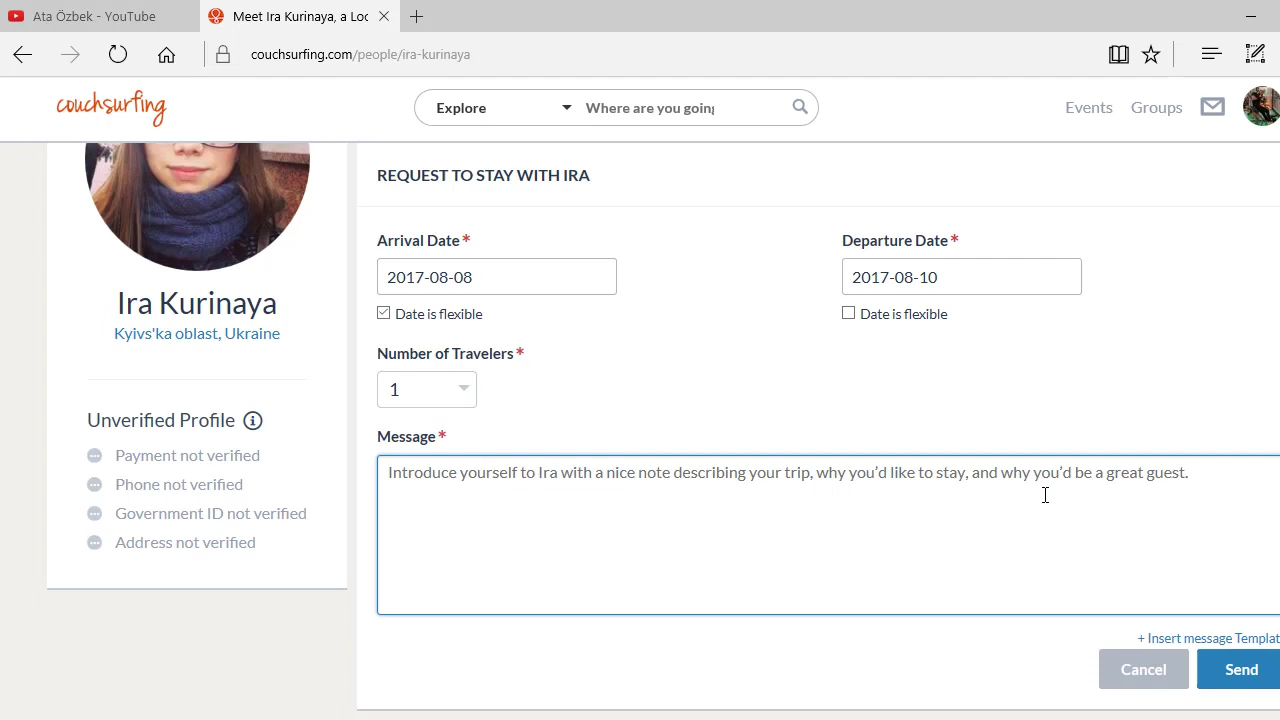 Ata Özbek - YouTube
Meet Ira Kurinaya, a Loc
couchsurfing.com/people/ira-kurinaya
couchsurfing
Explore
Where are you going
Events
Groups
REQUEST TO STAY WITH IRA
Arrival Date*
Departure Date*
2017-08-08
2017-08-10
Date is flexible
Date is flexible
Ira Kurinaya
Kyivs'ka oblast, Ukraine
Number of Travelers*
1
Unverified Profile
Payment not verified
Phone not verified
Government ID not verified
Address not verified
Message*
Introduce yourself to Ira with a nice note describing your trip, why you'd like to stay, and why you'd be a great guest.
+ Insert message Templat
Cancel
Send